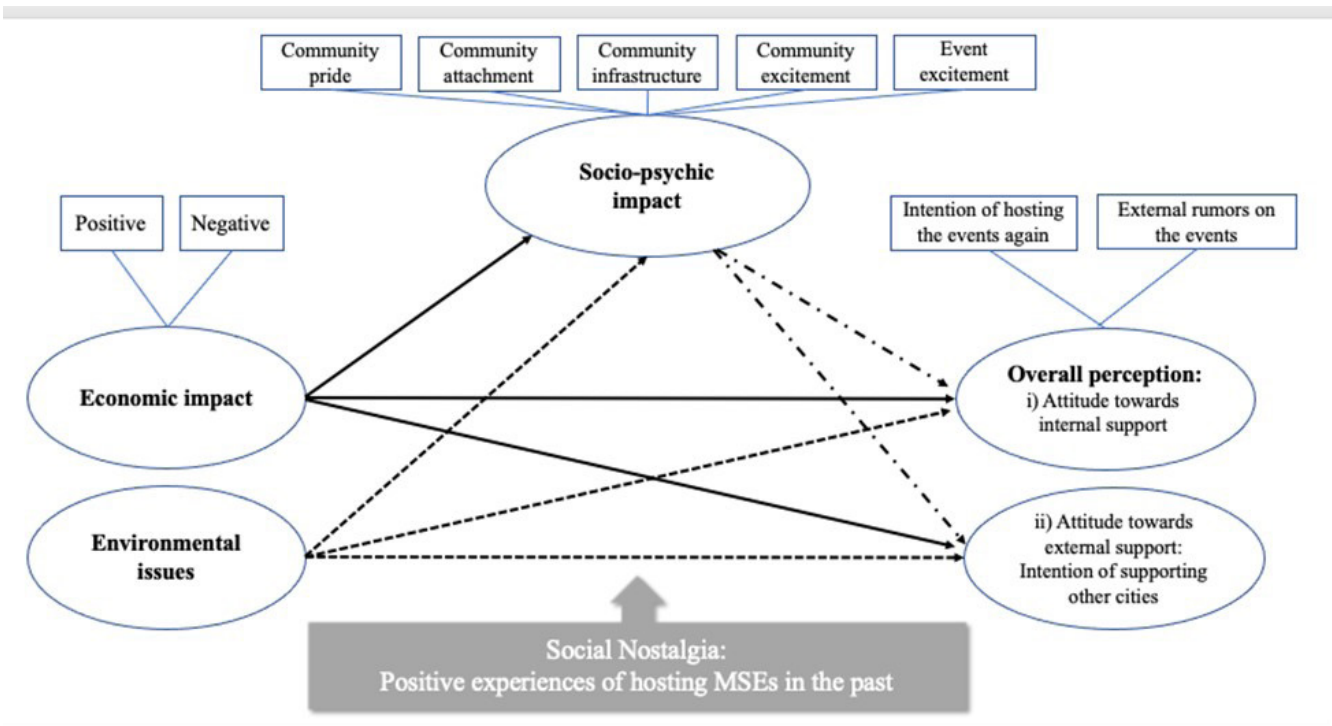 Community
pride
Community
attachment
Community
infrastructure
Community
excitement
Event
excitement
Socio-psychic
impact
Positive
Negative
Intention of hosting
the events again
External rumors on
the events
Economic impact
Overall perception:
i) Attitude towards
internal support
Environmental
issues
ii) Attitude towards
external support:
Intention of supporting
other cities
Social Nostalgia:
Positive experiences of hosting MSEs in the past